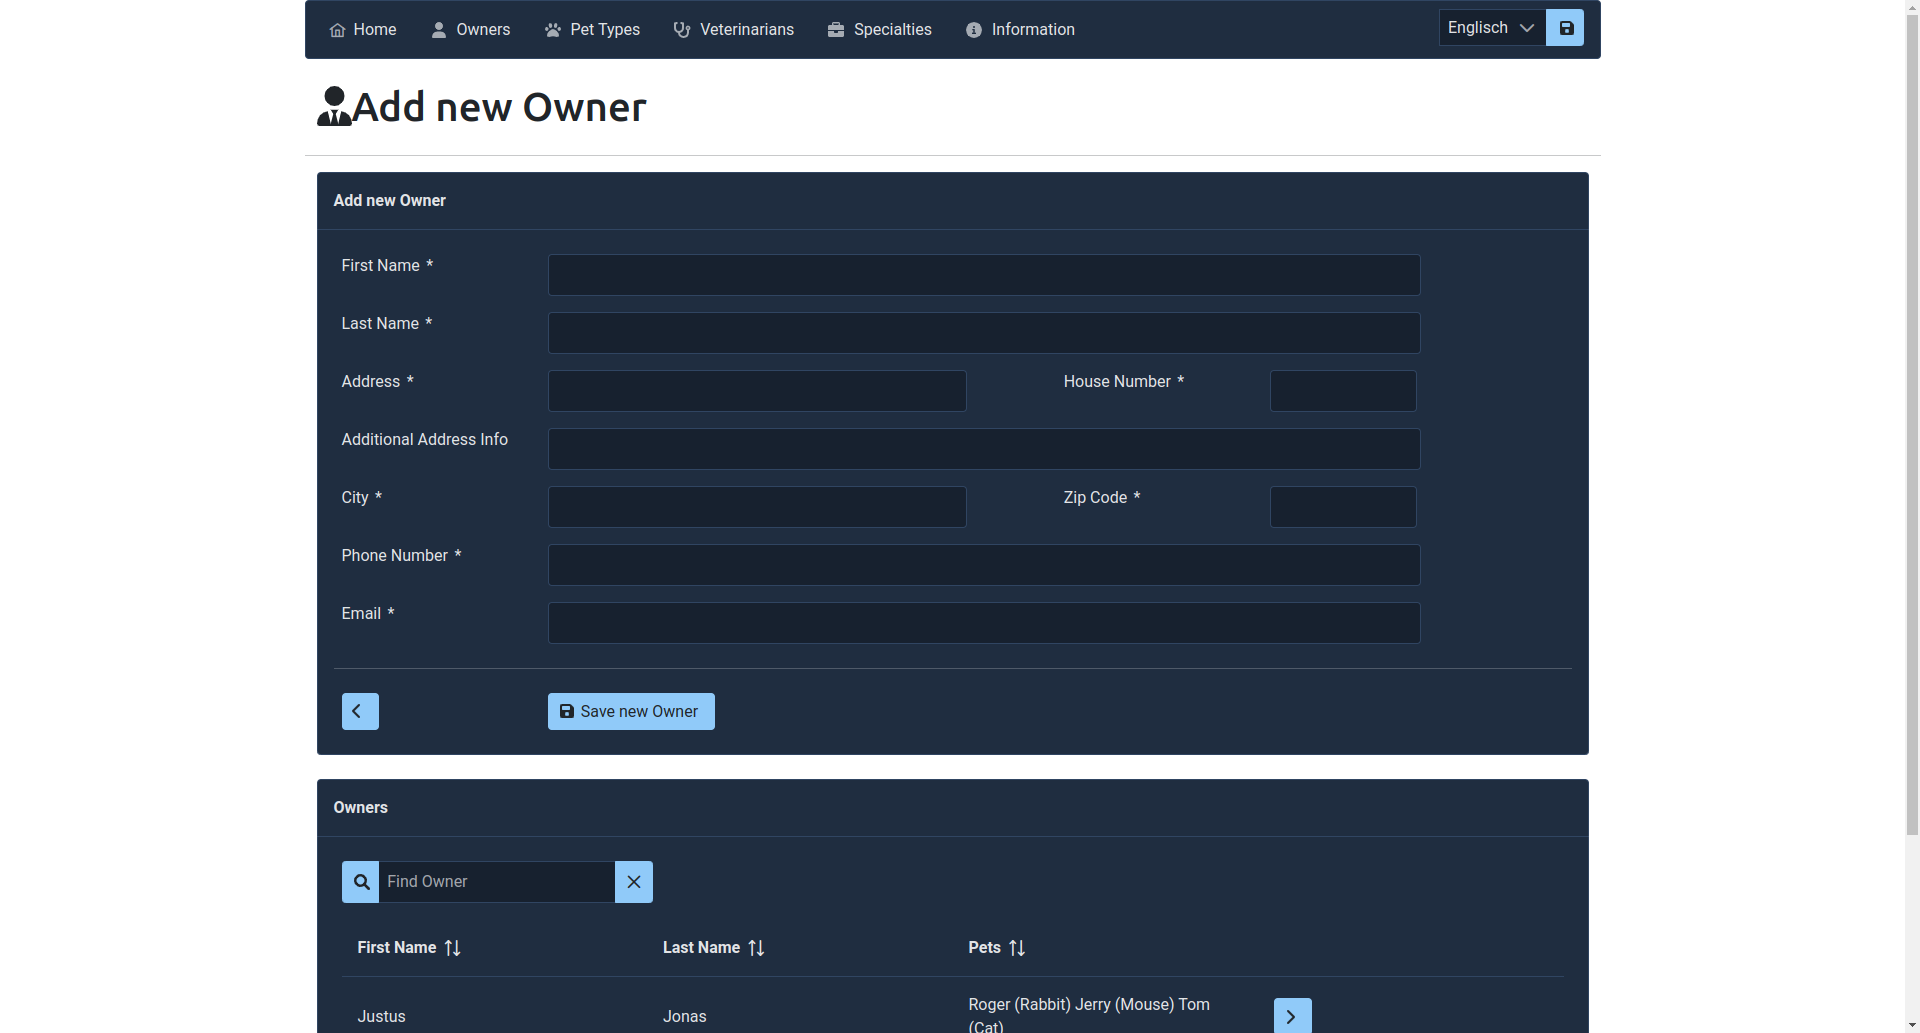 Home Owners Pet Types Veterinarians Specialties Information Englisch
Add new Owner
Add new Owner
First Name *
Last Name *
Address * House Number *
Additional Address Info
City * Zip Code *
Phone Number *
Email *
Save new Owner
Owners
Find Owner
First Name Last Name Pets
Justus Jonas Roger (Rabbit) Jerry (Mouse) Tom
(Cat)